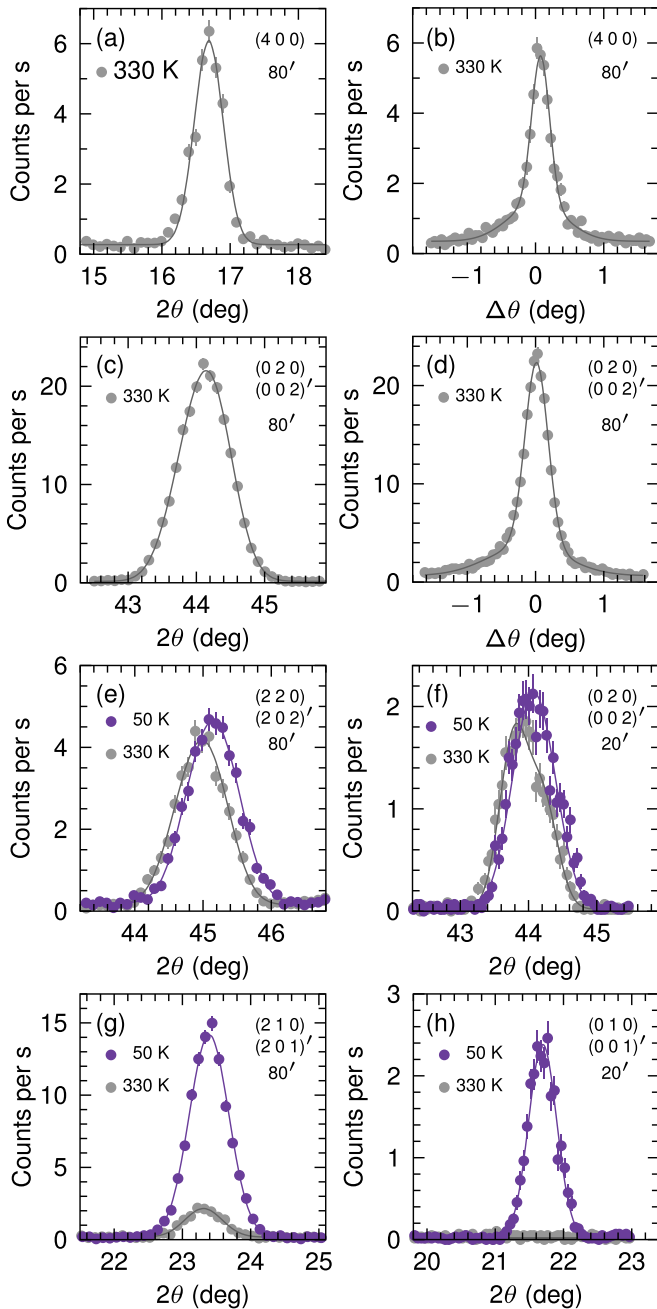 (a)
(4 0 0)
330 K
80′
Counts per s
0
2
4
6
15
16
17
18
2θ (deg)
(b)
(4 0 0)
330 K
80′
Counts per s
0
2
4
6
−1
0
1
Δθ (deg)
(c)
(0 2 0)
(0 0 2)′
330 K
80′
Counts per s
0
10
20
43
44
45
2θ (deg)
(d)
(0 2 0)
(0 0 2)′
330 K
80′
Counts per s
0
10
20
−1
0
1
Δθ (deg)
(e)
(2 2 0)
(2 0 2)′
50 K
80′
330 K
Counts per s
0
2
4
6
44
45
46
2θ (deg)
(f)
(0 2 0)
(0 0 2)′
50 K
20′
330 K
Counts per s
0
1
2
43
44
45
2θ (deg)
(g)
(2 1 0)
(2 0 1)′
50 K
80′
330 K
Counts per s
0
5
10
15
22
23
24
25
2θ (deg)
(h)
(0 1 0)
(0 0 1)′
50 K
20′
330 K
Counts per s
0
1
2
3
20
21
22
23
2θ (deg)